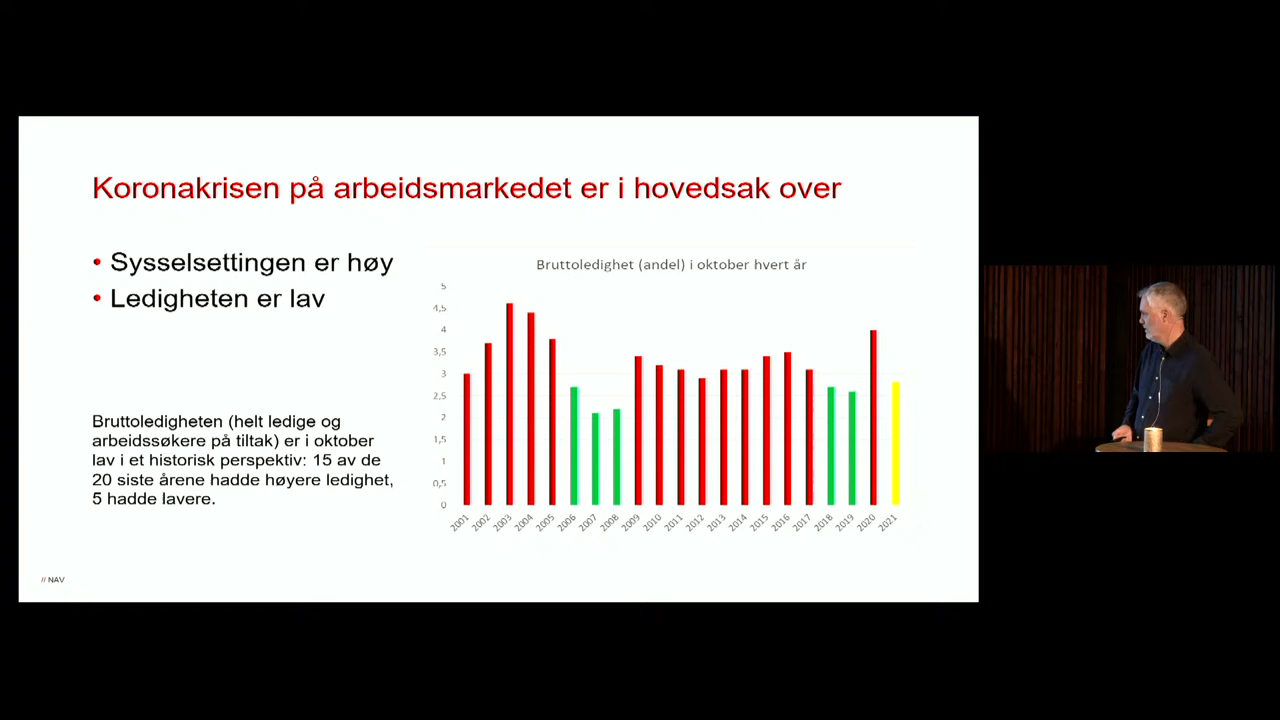 Koronakrisen på arbeidsmarkedet er i hovedsak over
• Sysselsettingen er høy
• Ledigheten er lav
Bruttoledigheten (helt ledige og
arbeidssøkere på tiltak) er i oktober
lav i et historisk perspektiv: 15 av de
20 siste årene hadde høyere ledighet,
5 hadde lavere.
Bruttoledighet (andel) i oktober hvert år
5
4,5
4
3,5
3
2,5
2
1,5
1
0,5
0
2001 2002 2003 2004 2005 2006 2007 2008 2009 2010 2011 2012 2013 2014 2015 2016 2017 2018 2019 2020 2021
// NAV